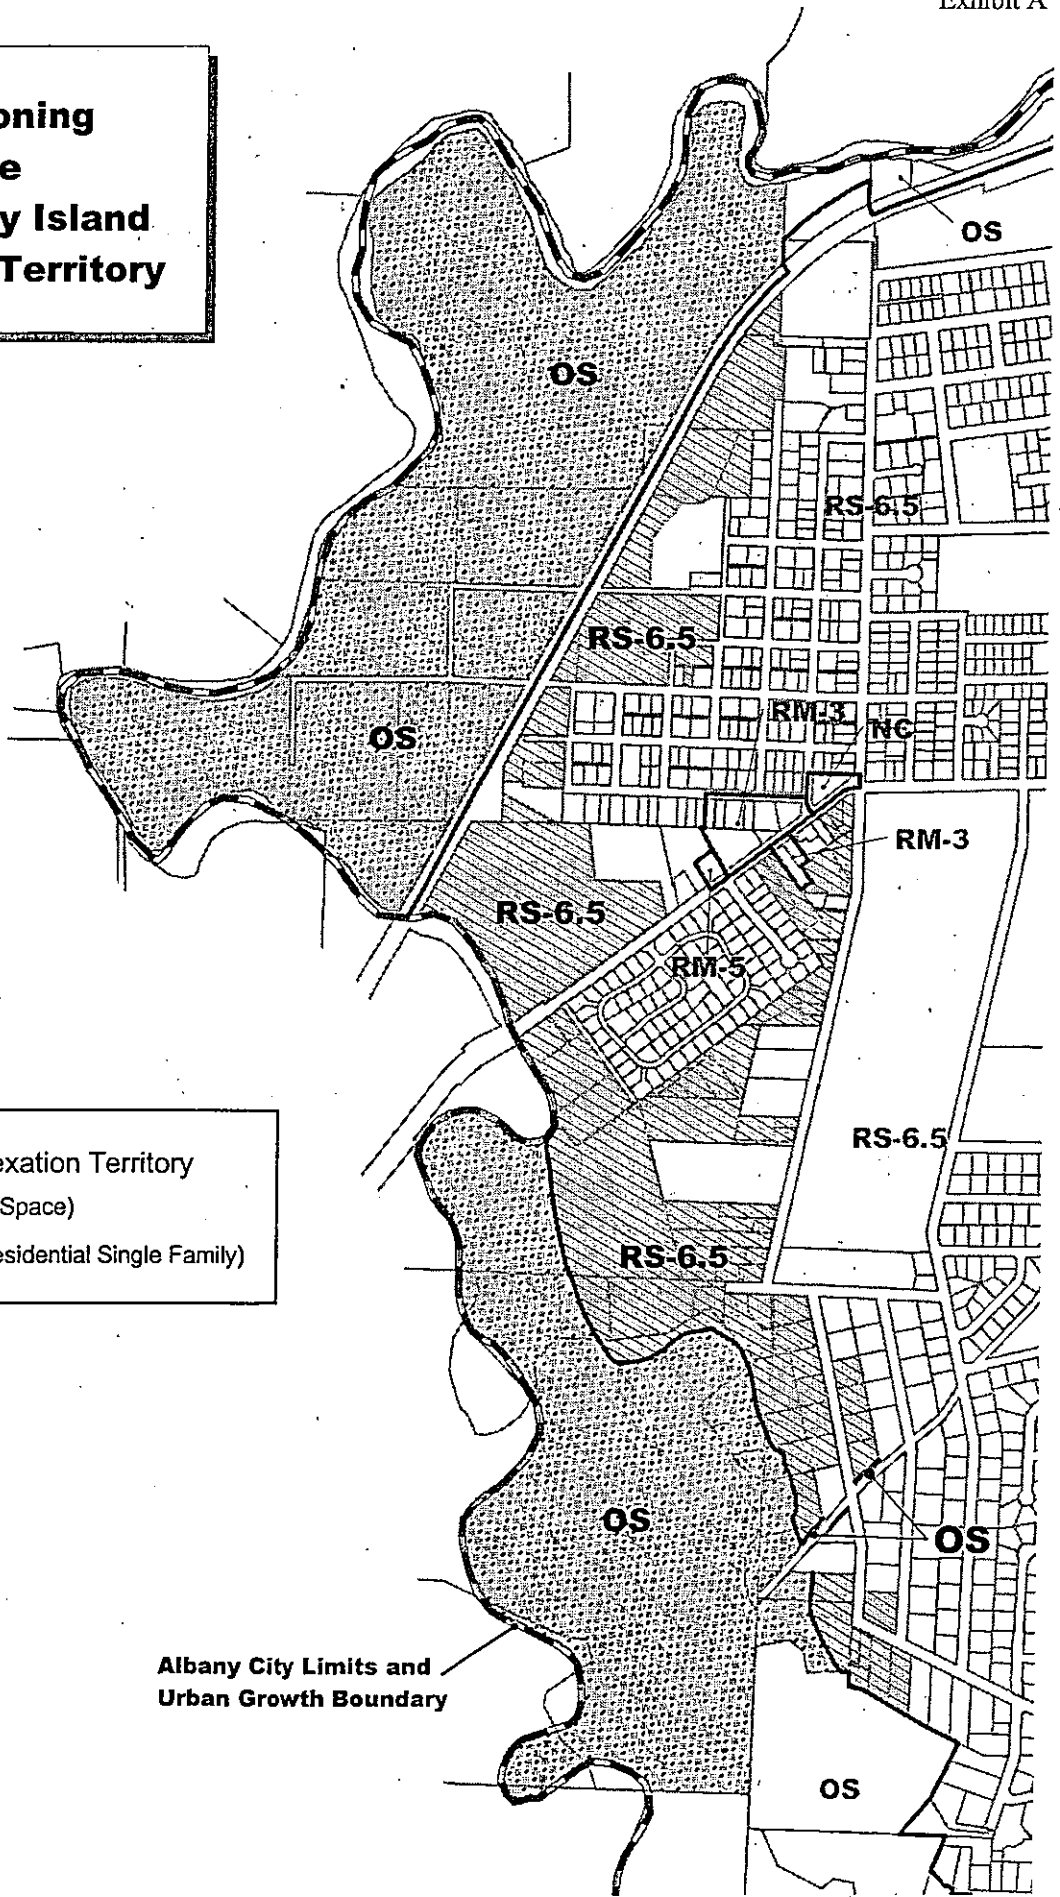 Exhibit A
oning
e
y Island
Territory
OS
OS
RS-6.5
RS-6.5
RM-3
NC
OS
RM-3
RS-6.5
RM-5
RS-6.5
exation Territory
Space)
esidential Single Family)
RS-6.5
OS
OS
Albany City Limits and
Urban Growth Boundary
OS